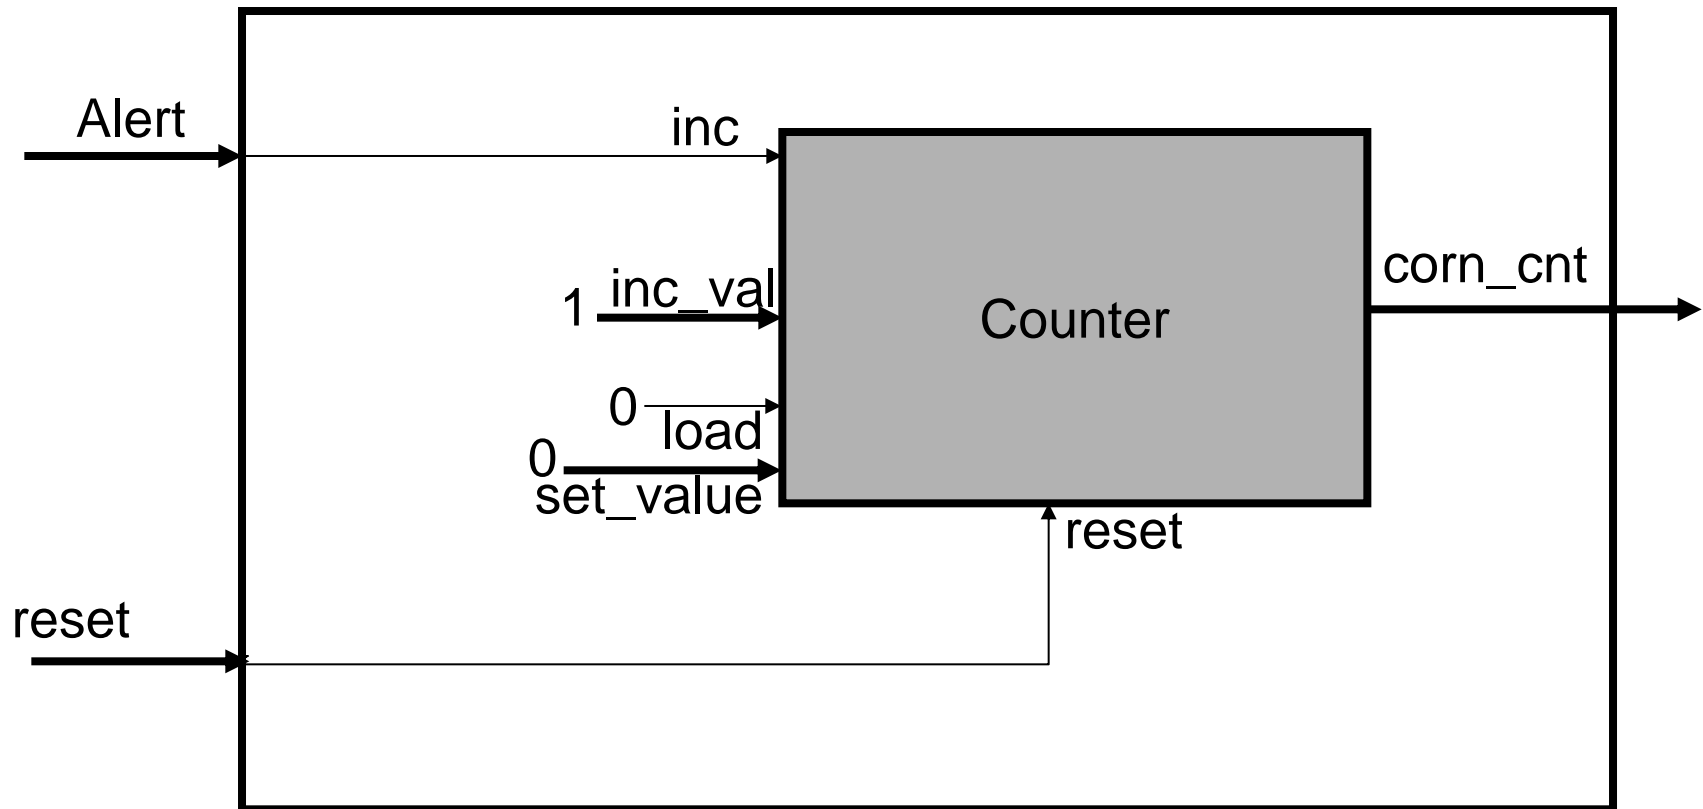 Alert
inc
1
inc_val
corn_cnt
Counter
0
load
0
set_value
reset
reset